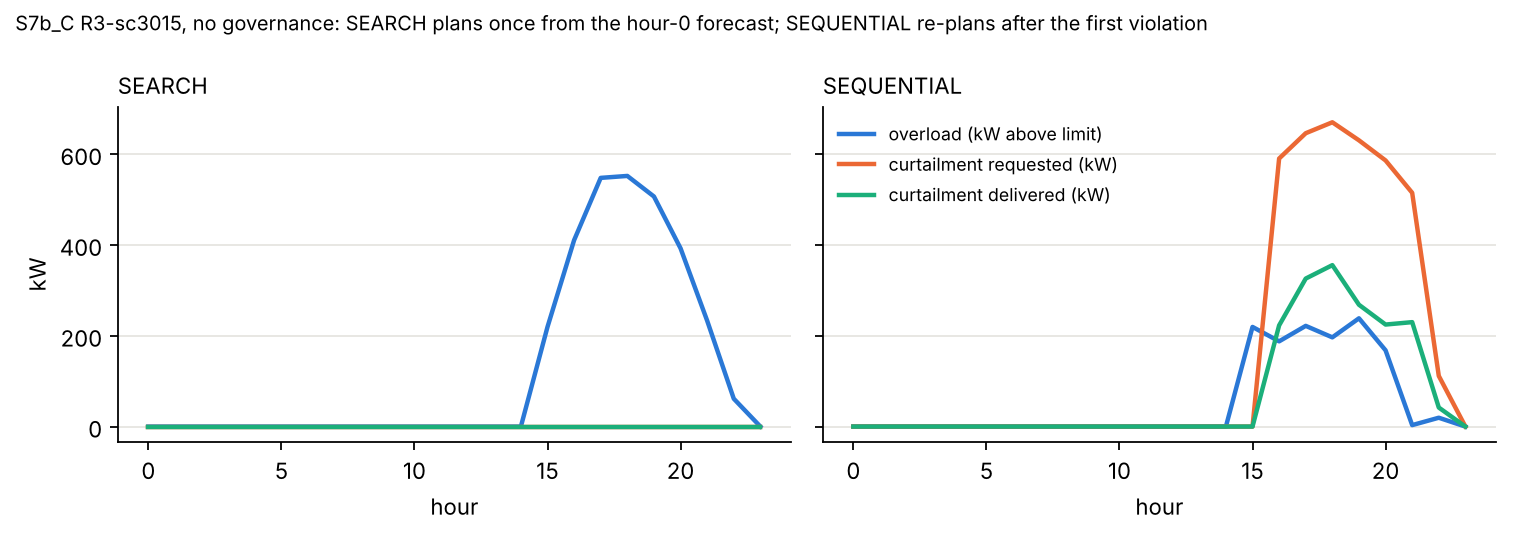 S7b_C R3-sc3015, no governance: SEARCH plans once from the hour-0 forecast; SEQUENTIAL re-plans after the first violation
SEARCH
kW
600
400
200
0
0 5 10 15 20
hour
SEQUENTIAL
overload (kW above limit)
curtailment requested (kW)
curtailment delivered (kW)
0 5 10 15 20
hour